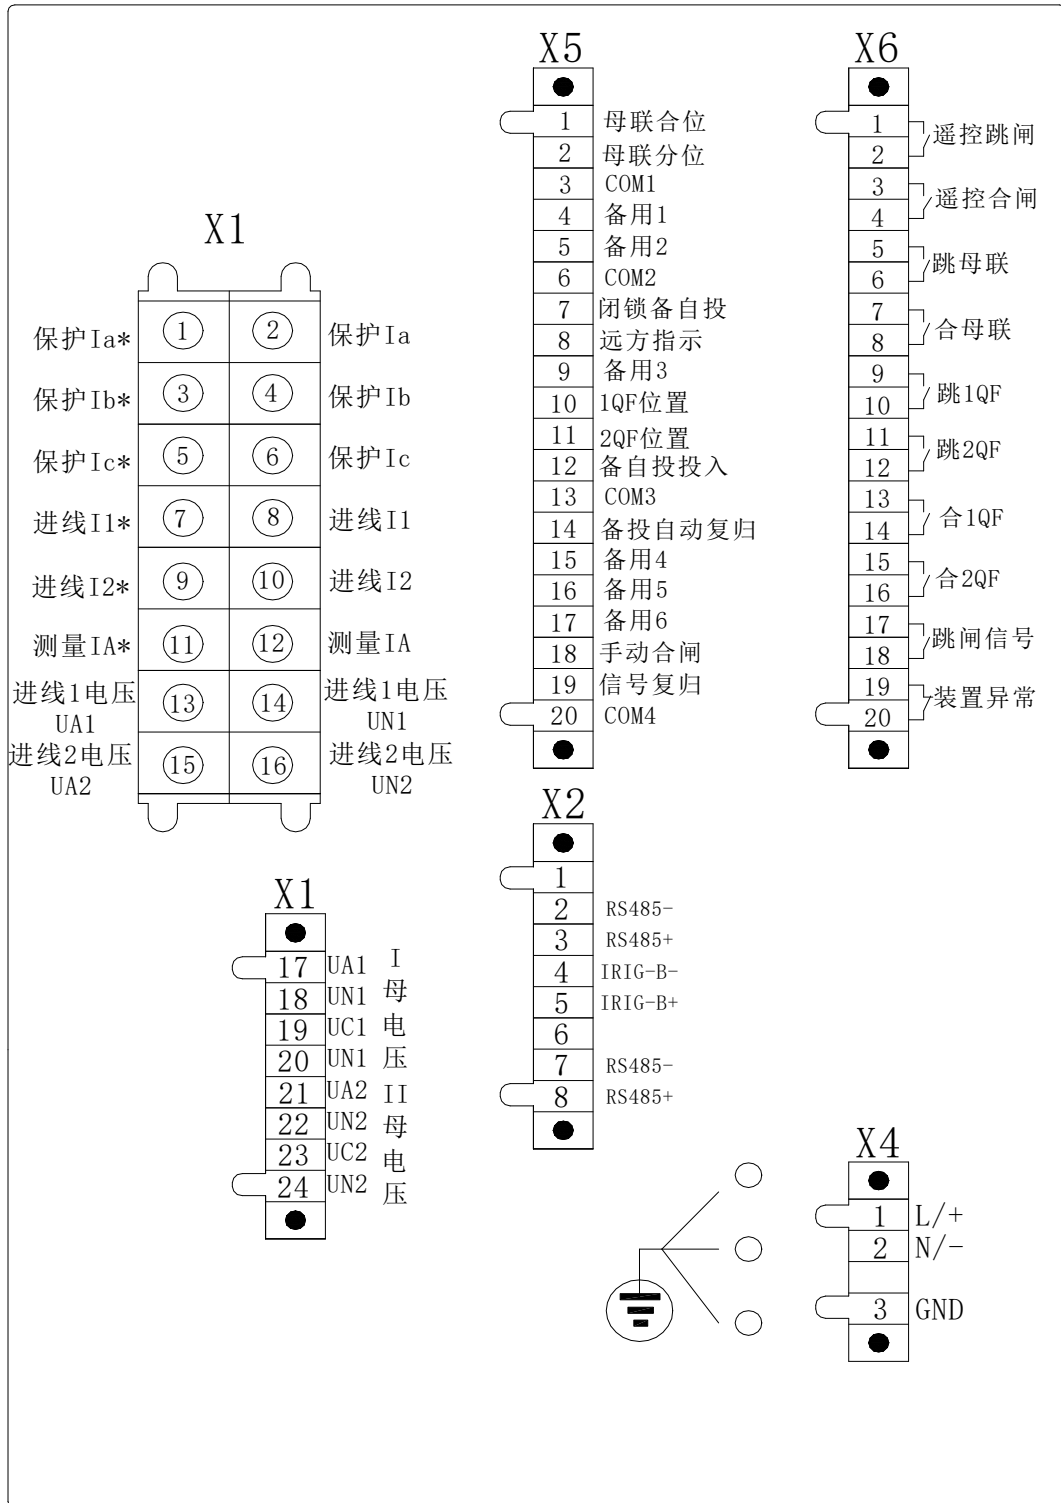 X1
保护Ia* ① ② 保护Ia
保护Ib* ③ ④ 保护Ib
保护Ic* ⑤ ⑥ 保护Ic
进线I1* ⑦ ⑧ 进线I1
进线I2* ⑨ ⑩ 进线I2
测量IA* ⑪ ⑫ 测量IA
进线1电压 ⑬ ⑭ 进线1电压
UA1 UN1
进线2电压 ⑮ ⑯ 进线2电压
UA2 UN2
X5
1 母联合位
2 母联分位
3 COM1
4 备用1
5 备用2
6 COM2
7 闭锁备自投
8 远方指示
9 备用3
10 1QF位置
11 2QF位置
12 备自投投入
13 COM3
14 备投自动复归
15 备用4
16 备用5
17 备用6
18 手动合闸
19 信号复归
20 COM4
X6
1
2
遥控跳闸
3
4
遥控合闸
5
6
跳母联
7
8
合母联
9
10
跳1QF
11
12
跳2QF
13
14
合1QF
15
16
合2QF
17
18
跳闸信号
19
20
装置异常
X1
17 UA1
18 UN1
19 UC1
20 UN1
I母电压
21 UA2
22 UN2
23 UC2
24 UN2
II母电压
X2
1
2 RS485-
3 RS485+
4 IRIG-B-
5 IRIG-B+
6
7 RS485-
8 RS485+
X4
1 L/+
2 N/-
3 GND